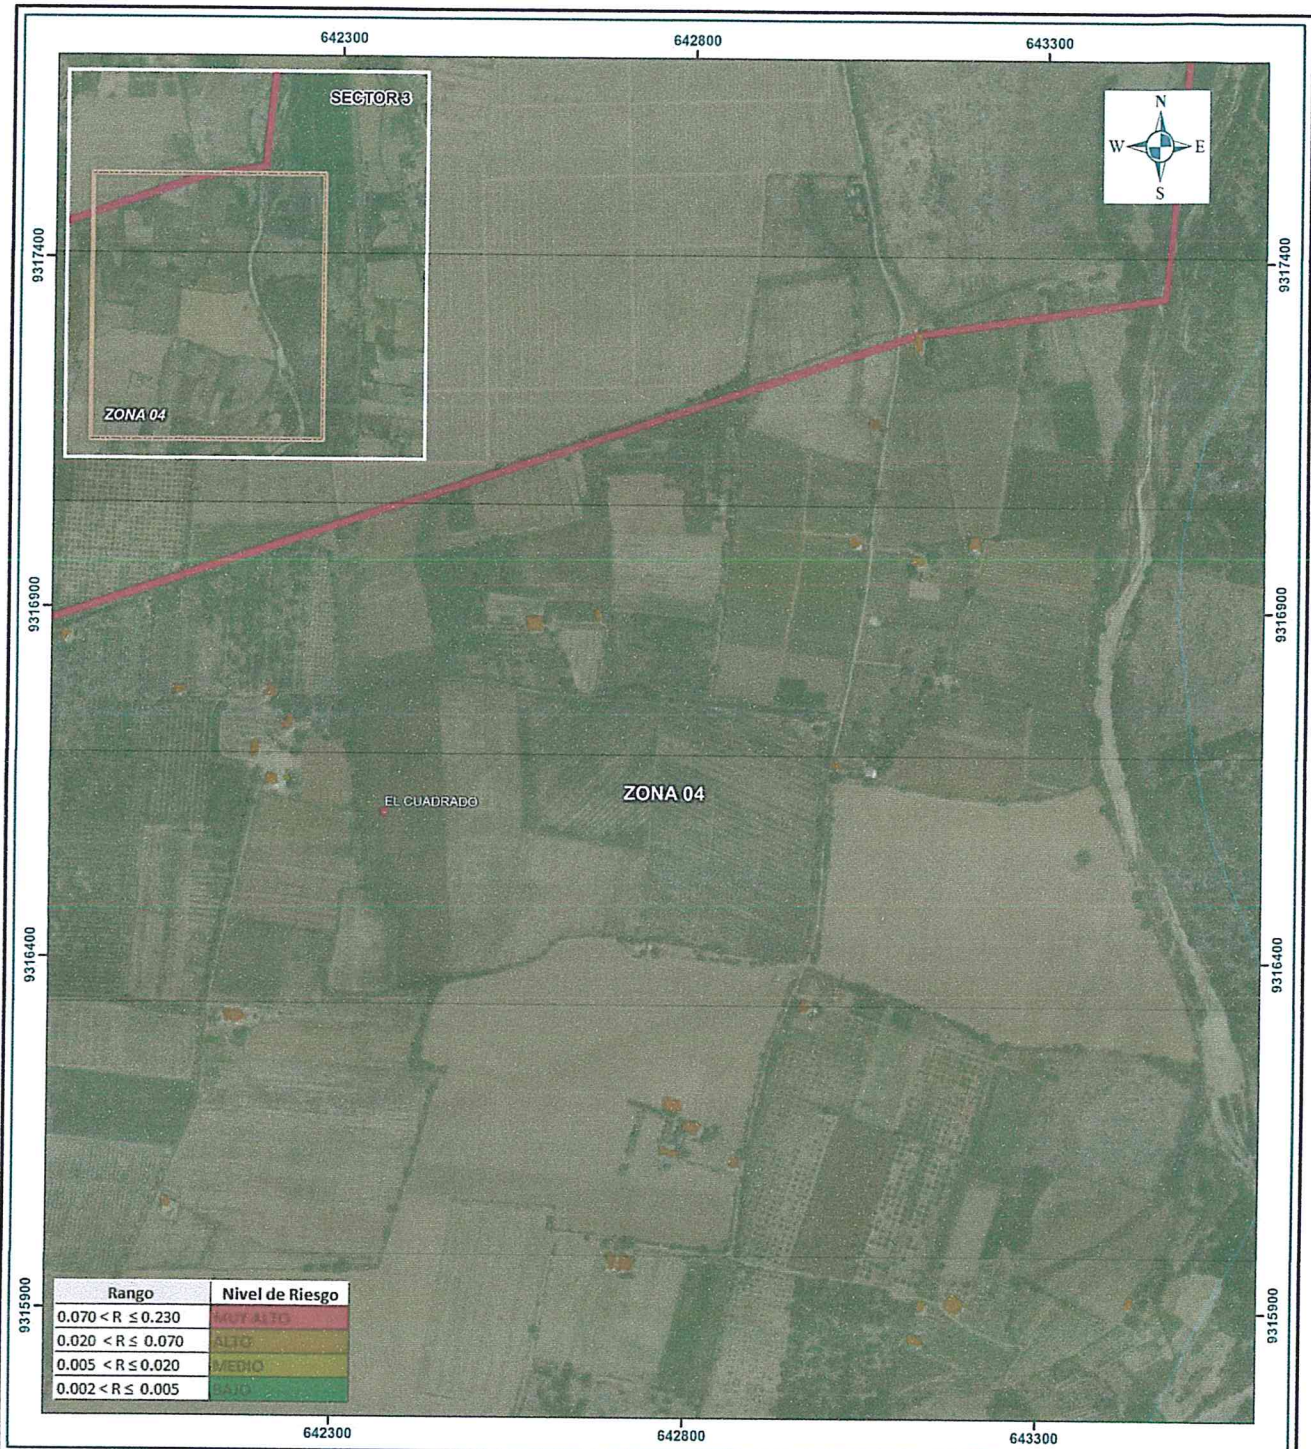 642300 642800 643300
SECTOR 3
N
W E
S
9317400 9317400
ZONA 04
9316900 9316900
EL CUADRADO
ZONA 04
9316400 9316400
Rango Nivel de Riesgo
0.070 < R ≤ 0.230 MUY ALTO
0.020 < R ≤ 0.070 ALTO
0.005 < R ≤ 0.020 MEDIO
0.002 < R ≤ 0.005 BAJO
9315900 9315900
642300 642800 643300